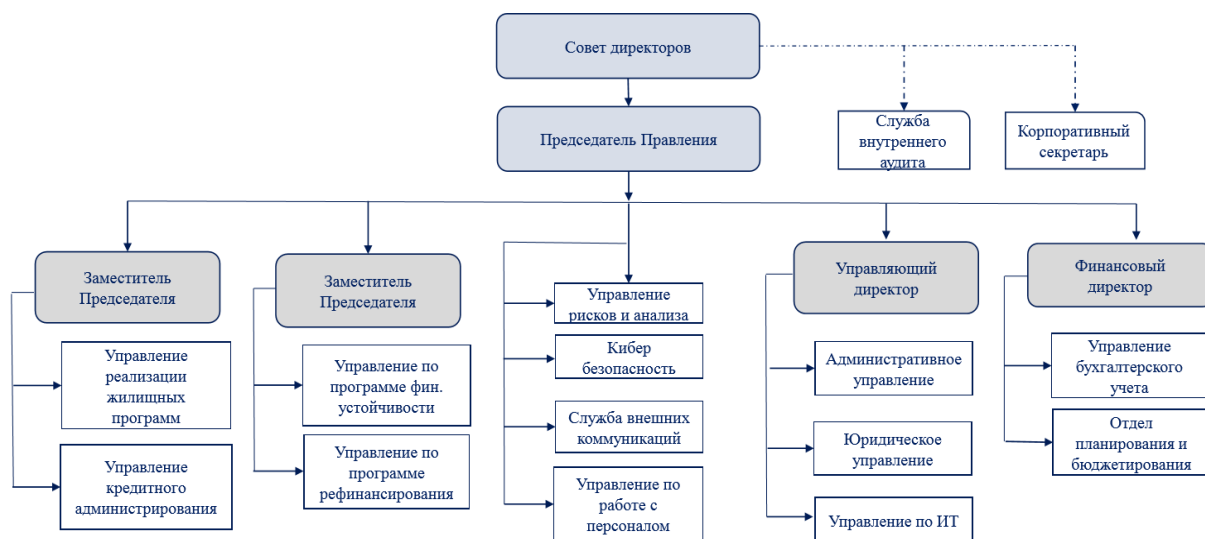 Совет директоров
Председатель Правления
Служба
внутреннего
аудита
Корпоративный
секретарь
Заместитель
Председателя
Заместитель
Председателя
Управление
рисков и анализа
Управляющий
директор
Финансовый
директор
Управление
реализации
жилищных
программ
Управление
кредитного
администрирования
Управление по
программе фин.
устойчивости
Управление по
программе
рефинансирования
Кибер
безопасность
Служба внешних
коммуникаций
Управление по
работе с
персоналом
Административное
управление
Юридическое
управление
Управление по ИТ
Управление
бухгалтерского
учета
Отдел
планирования и
бюджетирования